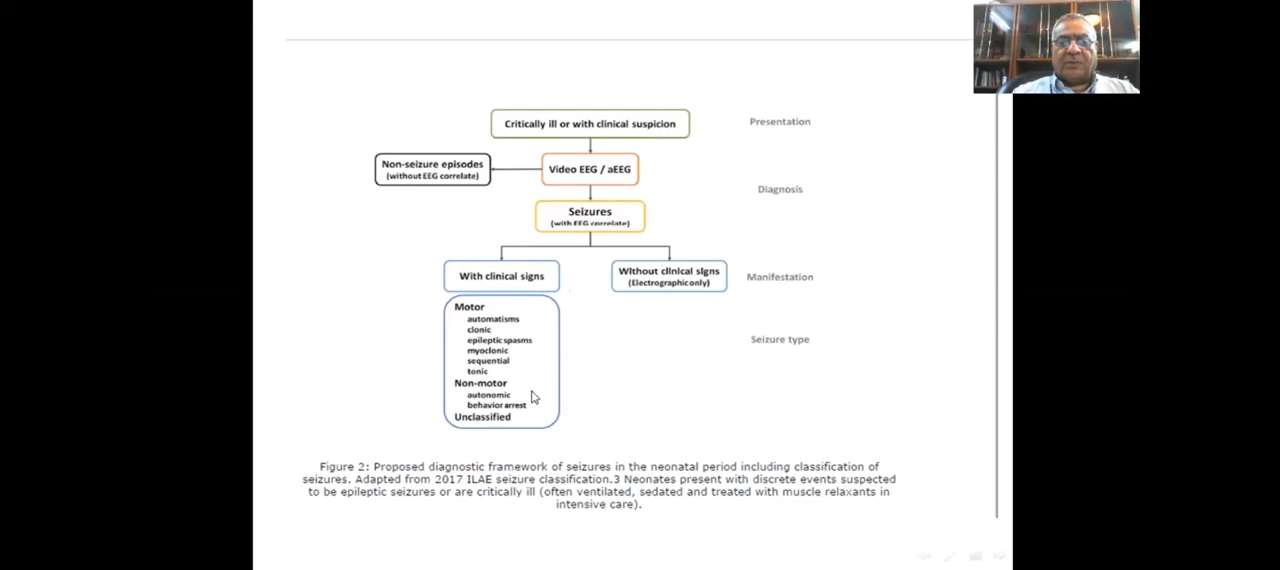 Critically ill or with clinical suspicion
Presentation
Non-seizure episodes
(without EEG correlate)
Video EEG / aEEG
Diagnosis
Seizures
(with EEG correlate)
With clinical signs
Without clinical signs
(Electrographic only)
Manifestation
Motor
automatisms
clonic
epileptic spasms
myoclonic
sequential
tonic
Non-motor
autonomic
behavior arrest
Unclassified
Seizure type
Figure 2: Proposed diagnostic framework of seizures in the neonatal period including classification of
seizures. Adapted from 2017 ILAE seizure classification.3 Neonates present with discrete events suspected
to be epileptic seizures or are critically ill (often ventilated, sedated and treated with muscle relaxants in
intensive care).